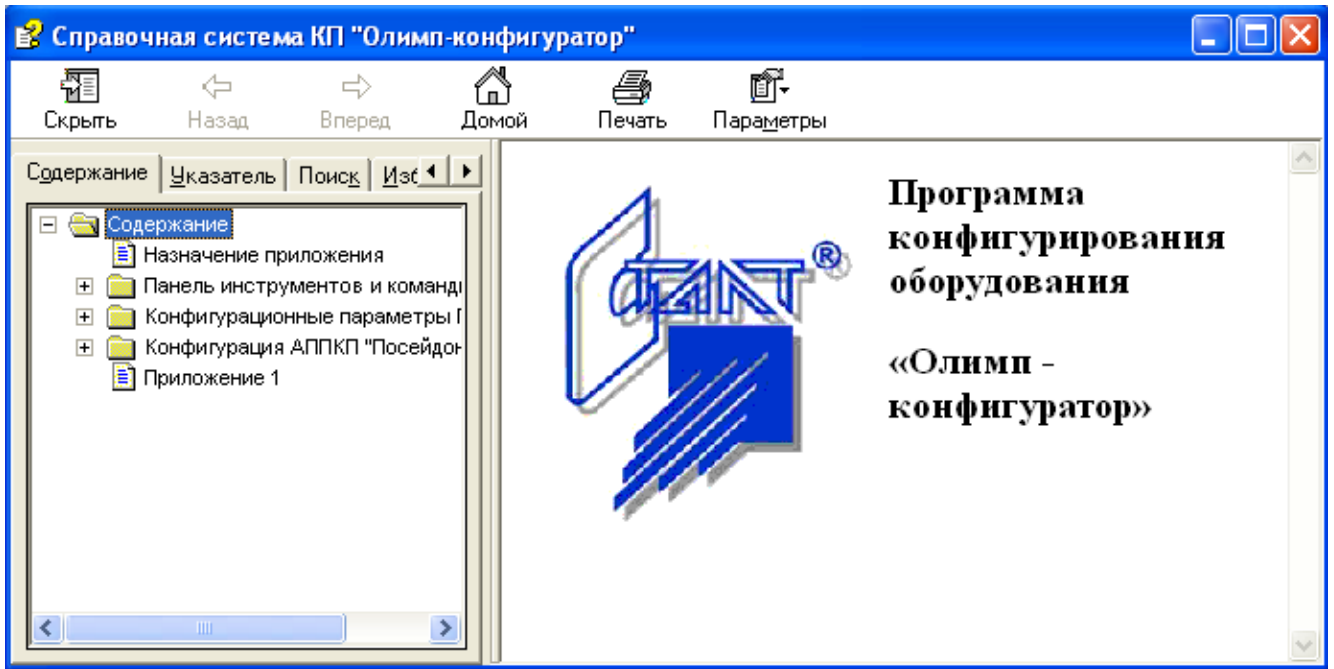 Справочная система КП "Олимп-конфигуратор"
Скрыть Назад Вперед Домой Печать Параметры
Содержание Указатель Поиск
Содержание
Назначение приложения
Панель инструментов и команды
Конфигурационные параметры
Конфигурация АППКП "Посейдон
Приложение 1
Программа
конфигурирования
оборудования
«Олимп -
конфигуратор»
®